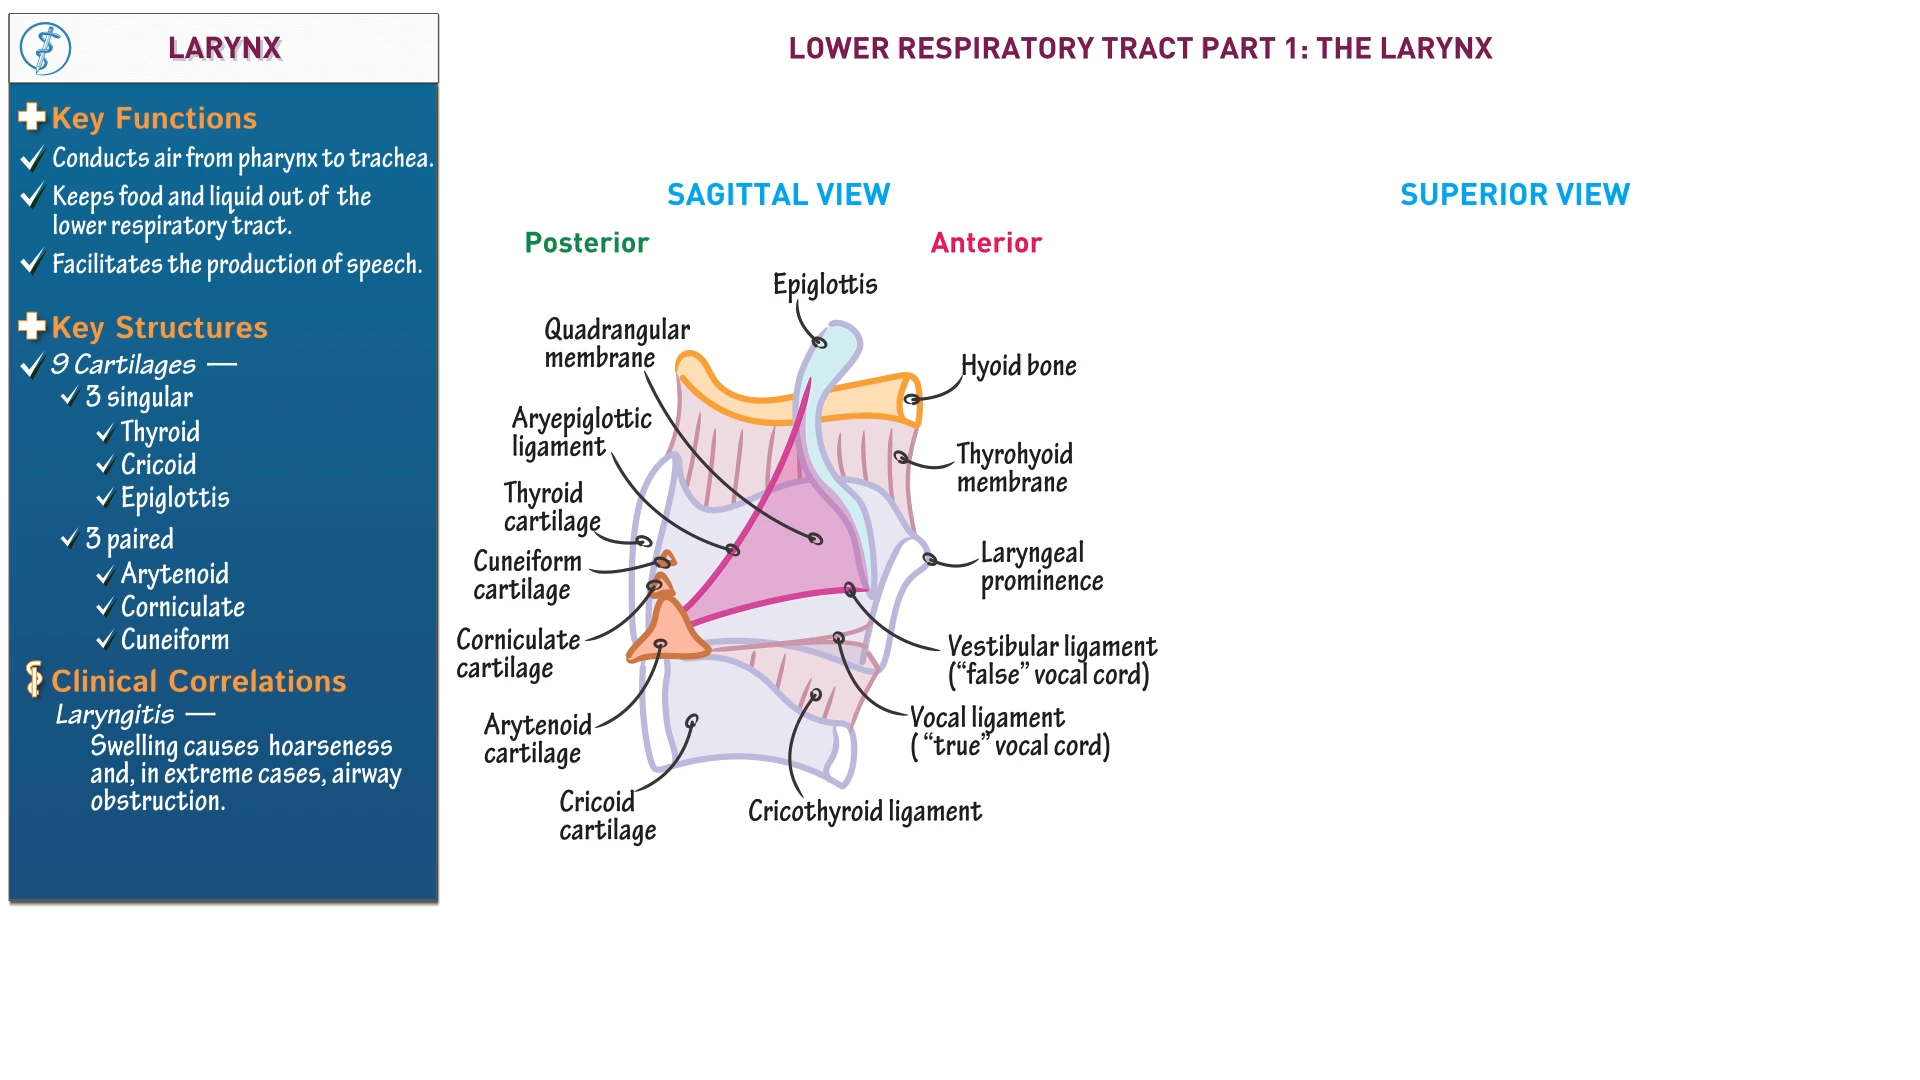 LARYNX
Key Functions
Conducts air from pharynx to trachea.
Keeps food and liquid out of the
lower respiratory tract.
Facilitates the production of speech.
Key Structures
9 Cartilages —
3 singular
Thyroid
Cricoid
Epiglottis
3 paired
Arytenoid
Corniculate
Cuneiform
Clinical Correlations
Laryngitis —
Swelling causes hoarseness
and, in extreme cases, airway
obstruction.
LOWER RESPIRATORY TRACT PART 1: THE LARYNX
SAGITTAL VIEW
Posterior
Anterior
Epiglottis
Quadrangular
membrane
Hyoid bone
Aryepiglottic
ligament
Thyrohyoid
membrane
Thyroid
cartilage
Cuneiform
cartilage
Laryngeal
prominence
Corniculate
cartilage
Vestibular ligament
(“false” vocal cord)
Arytenoid
cartilage
Vocal ligament
( “true” vocal cord)
Cricoid
cartilage
Cricothyroid ligament
SUPERIOR VIEW